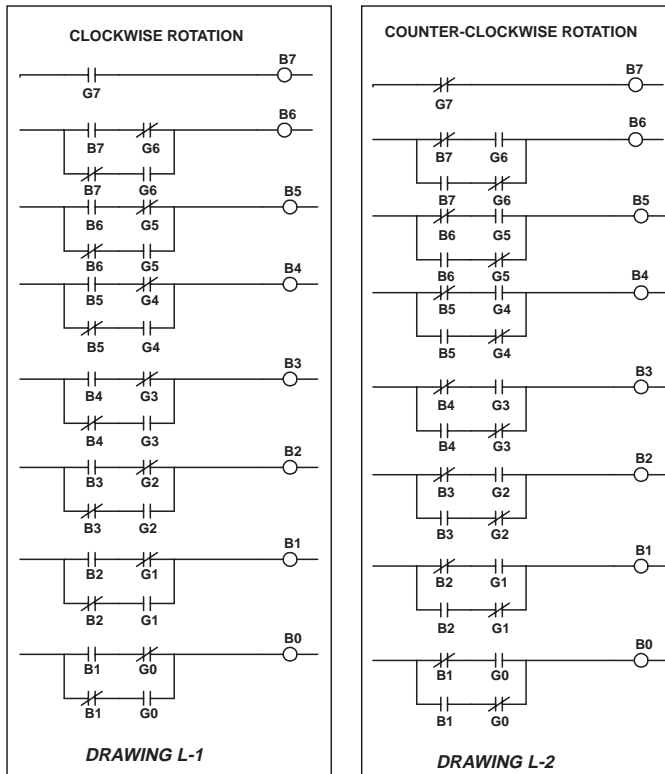 CLOCKWISE ROTATION
B7
G7
B6
B7 G6
B7 G6
B5
B6 G5
B6 G5
B4
B5 G4
B5 G4
B3
B4 G3
B4 G3
B2
B3 G2
B3 G2
B1
B2 G1
B2 G1
B0
B1 G0
B1 G0
DRAWING L-1
COUNTER-CLOCKWISE ROTATION
B7
G7
B6
B7 G6
B7 G6
B5
B6 G5
B6 G5
B4
B5 G4
B5 G4
B3
B4 G3
B4 G3
B2
B3 G2
B3 G2
B1
B2 G1
B2 G1
B0
B1 G0
B1 G0
DRAWING L-2